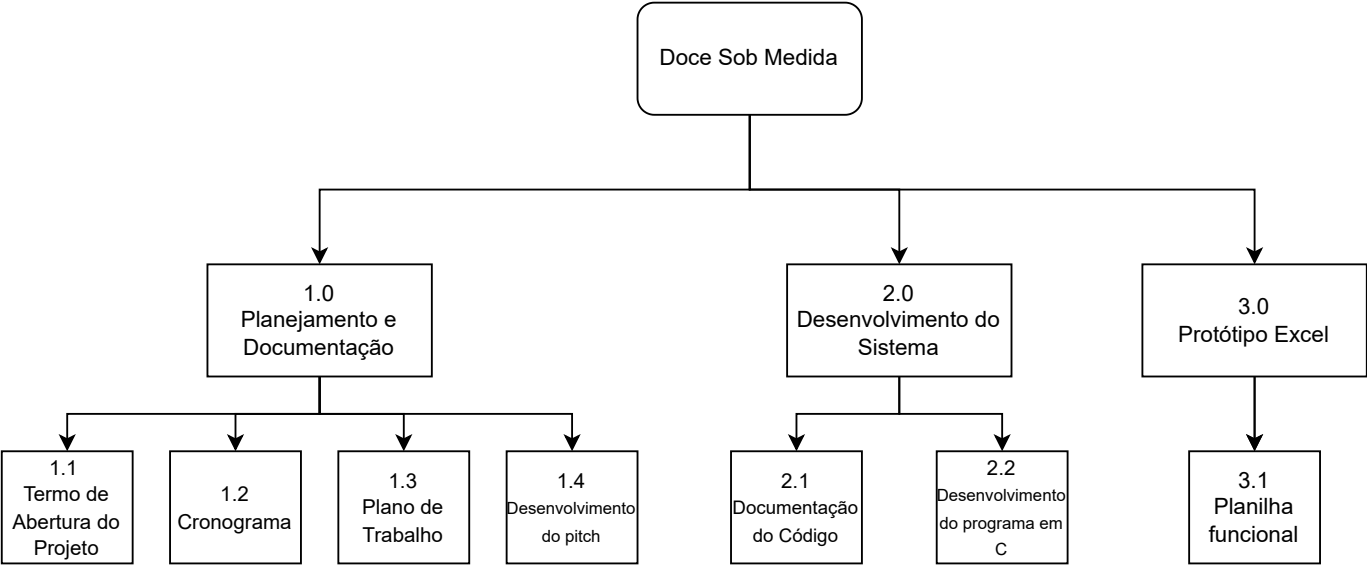 Doce Sob Medida
1.0
Planejamento e
Documentação
2.0
Desenvolvimento do
Sistema
3.0
Protótipo Excel
1.1
Termo de
Abertura do
Projeto
1.2
Cronograma
1.3
Plano de
Trabalho
1.4
Desenvolvimento
do pitch
2.1
Documentação
do Código
2.2
Desenvolvimento
do programa em
C
3.1
Planilha
funcional